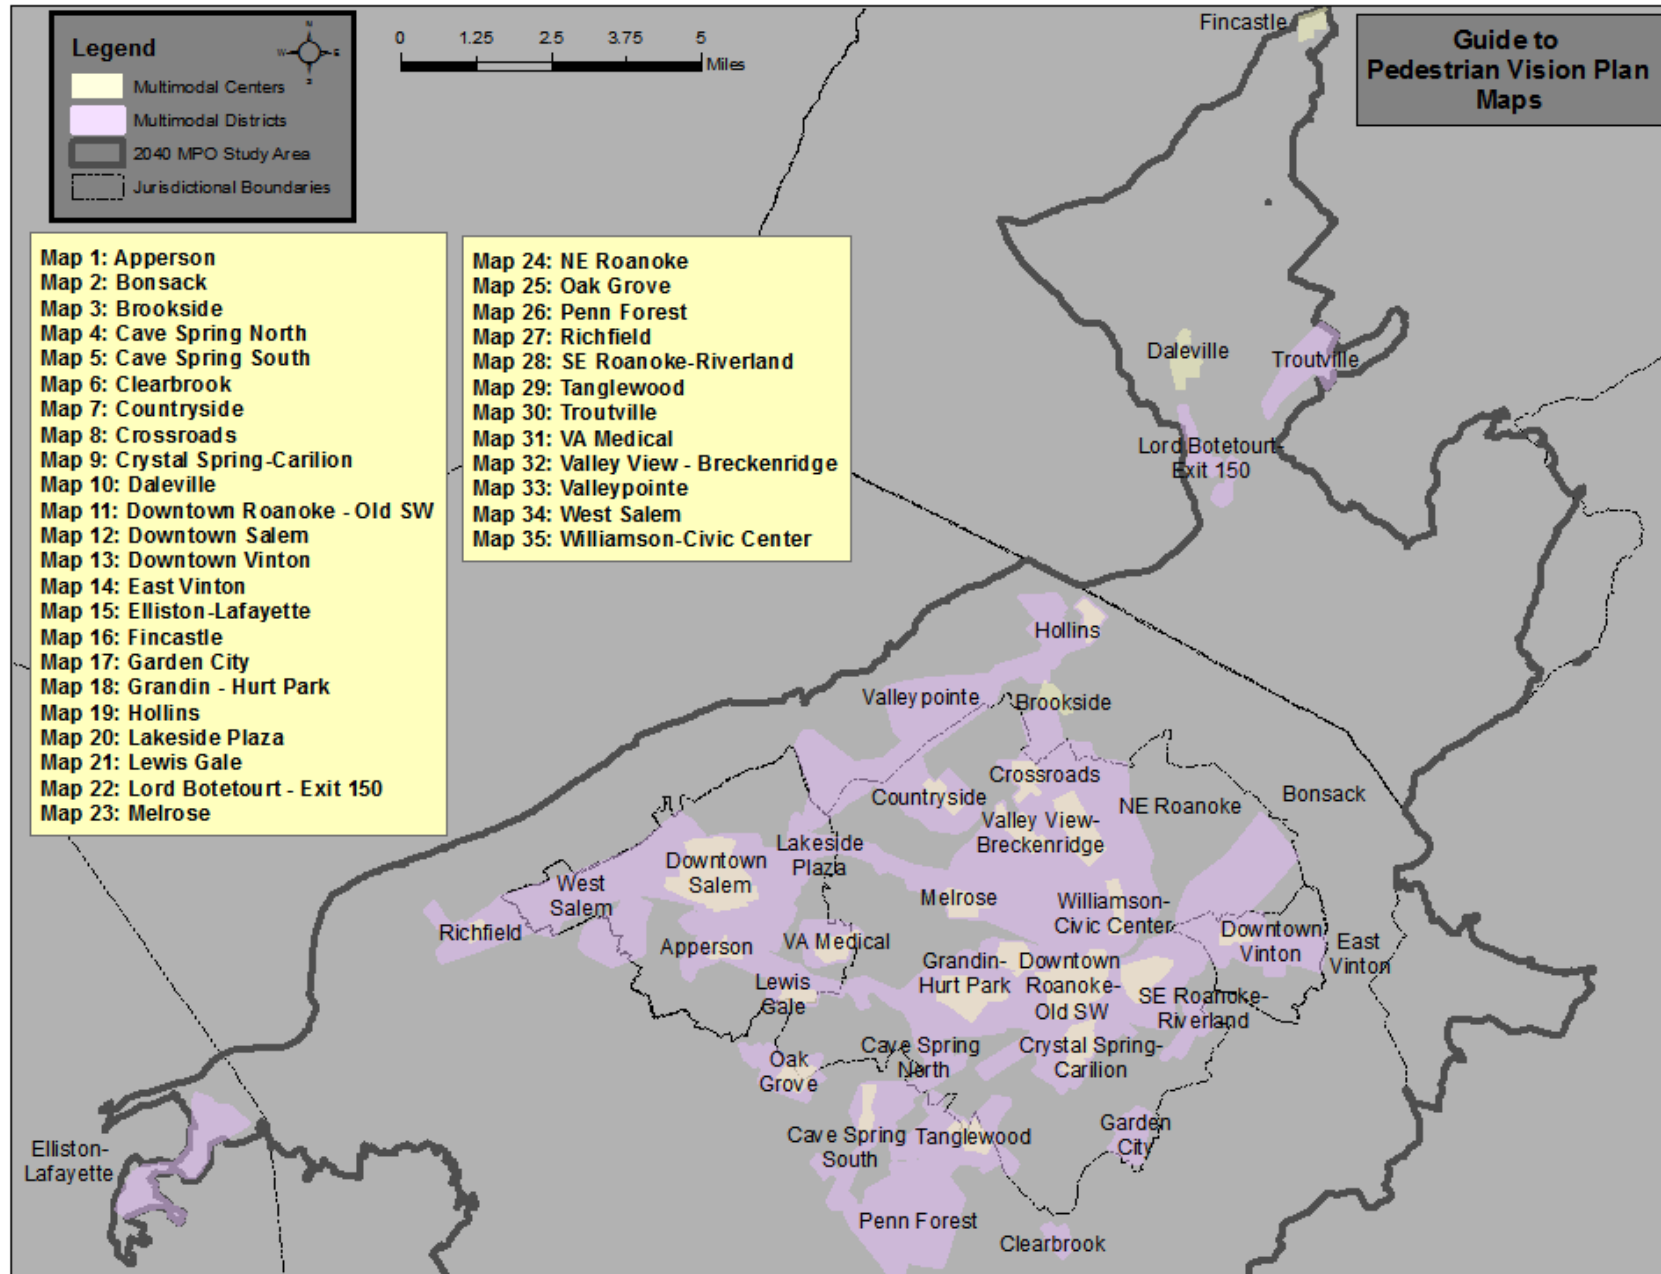 Legend
N
W
E
S
Multimodal Centers
Multimodal Districts
2040 MPO Study Area
Jurisdictional Boundaries
0 1.25 2.5 3.75 5
Miles
Guide to
Pedestrian Vision Plan
Maps
Map 1: Apperson
Map 2: Bonsack
Map 3: Brookside
Map 4: Cave Spring North
Map 5: Cave Spring South
Map 6: Clearbrook
Map 7: Countryside
Map 8: Crossroads
Map 9: Crystal Spring-Carilion
Map 10: Daleville
Map 11: Downtown Roanoke - Old SW
Map 12: Downtown Salem
Map 13: Downtown Vinton
Map 14: East Vinton
Map 15: Elliston-Lafayette
Map 16: Fincastle
Map 17: Garden City
Map 18: Grandin - Hurt Park
Map 19: Hollins
Map 20: Lakeside Plaza
Map 21: Lewis Gale
Map 22: Lord Botetourt - Exit 150
Map 23: Melrose
Map 24: NE Roanoke
Map 25: Oak Grove
Map 26: Penn Forest
Map 27: Richfield
Map 28: SE Roanoke-Riverland
Map 29: Tanglewood
Map 30: Troutville
Map 31: VA Medical
Map 32: Valley View - Breckenridge
Map 33: Valleypointe
Map 34: West Salem
Map 35: Williamson-Civic Center
Fincastle
Daleville
Troutville
Lord Botetourt-
Exit 150
Hollins
Valleypointe
Brookside
Crossroads
Countryside
Valley View-
Breckenridge
NE Roanoke
Bonsack
Lakeside
Plaza
Downtown
Salem
West
Salem
Richfield
Melrose
Williamson-
Civic Center
Apperson
VA Medical
Downtown
Vinton
East
Vinton
Grandin-
Hurt Park
Downtown
Roanoke-
Old SW
Lewis
Gale
SE Roanoke-
Riverland
Oak
Grove
Cave Spring
North
Crystal Spring-
Carilion
Cave Spring
South
Tanglewood
Garden
City
Elliston-
Lafayette
Penn Forest
Clearbrook